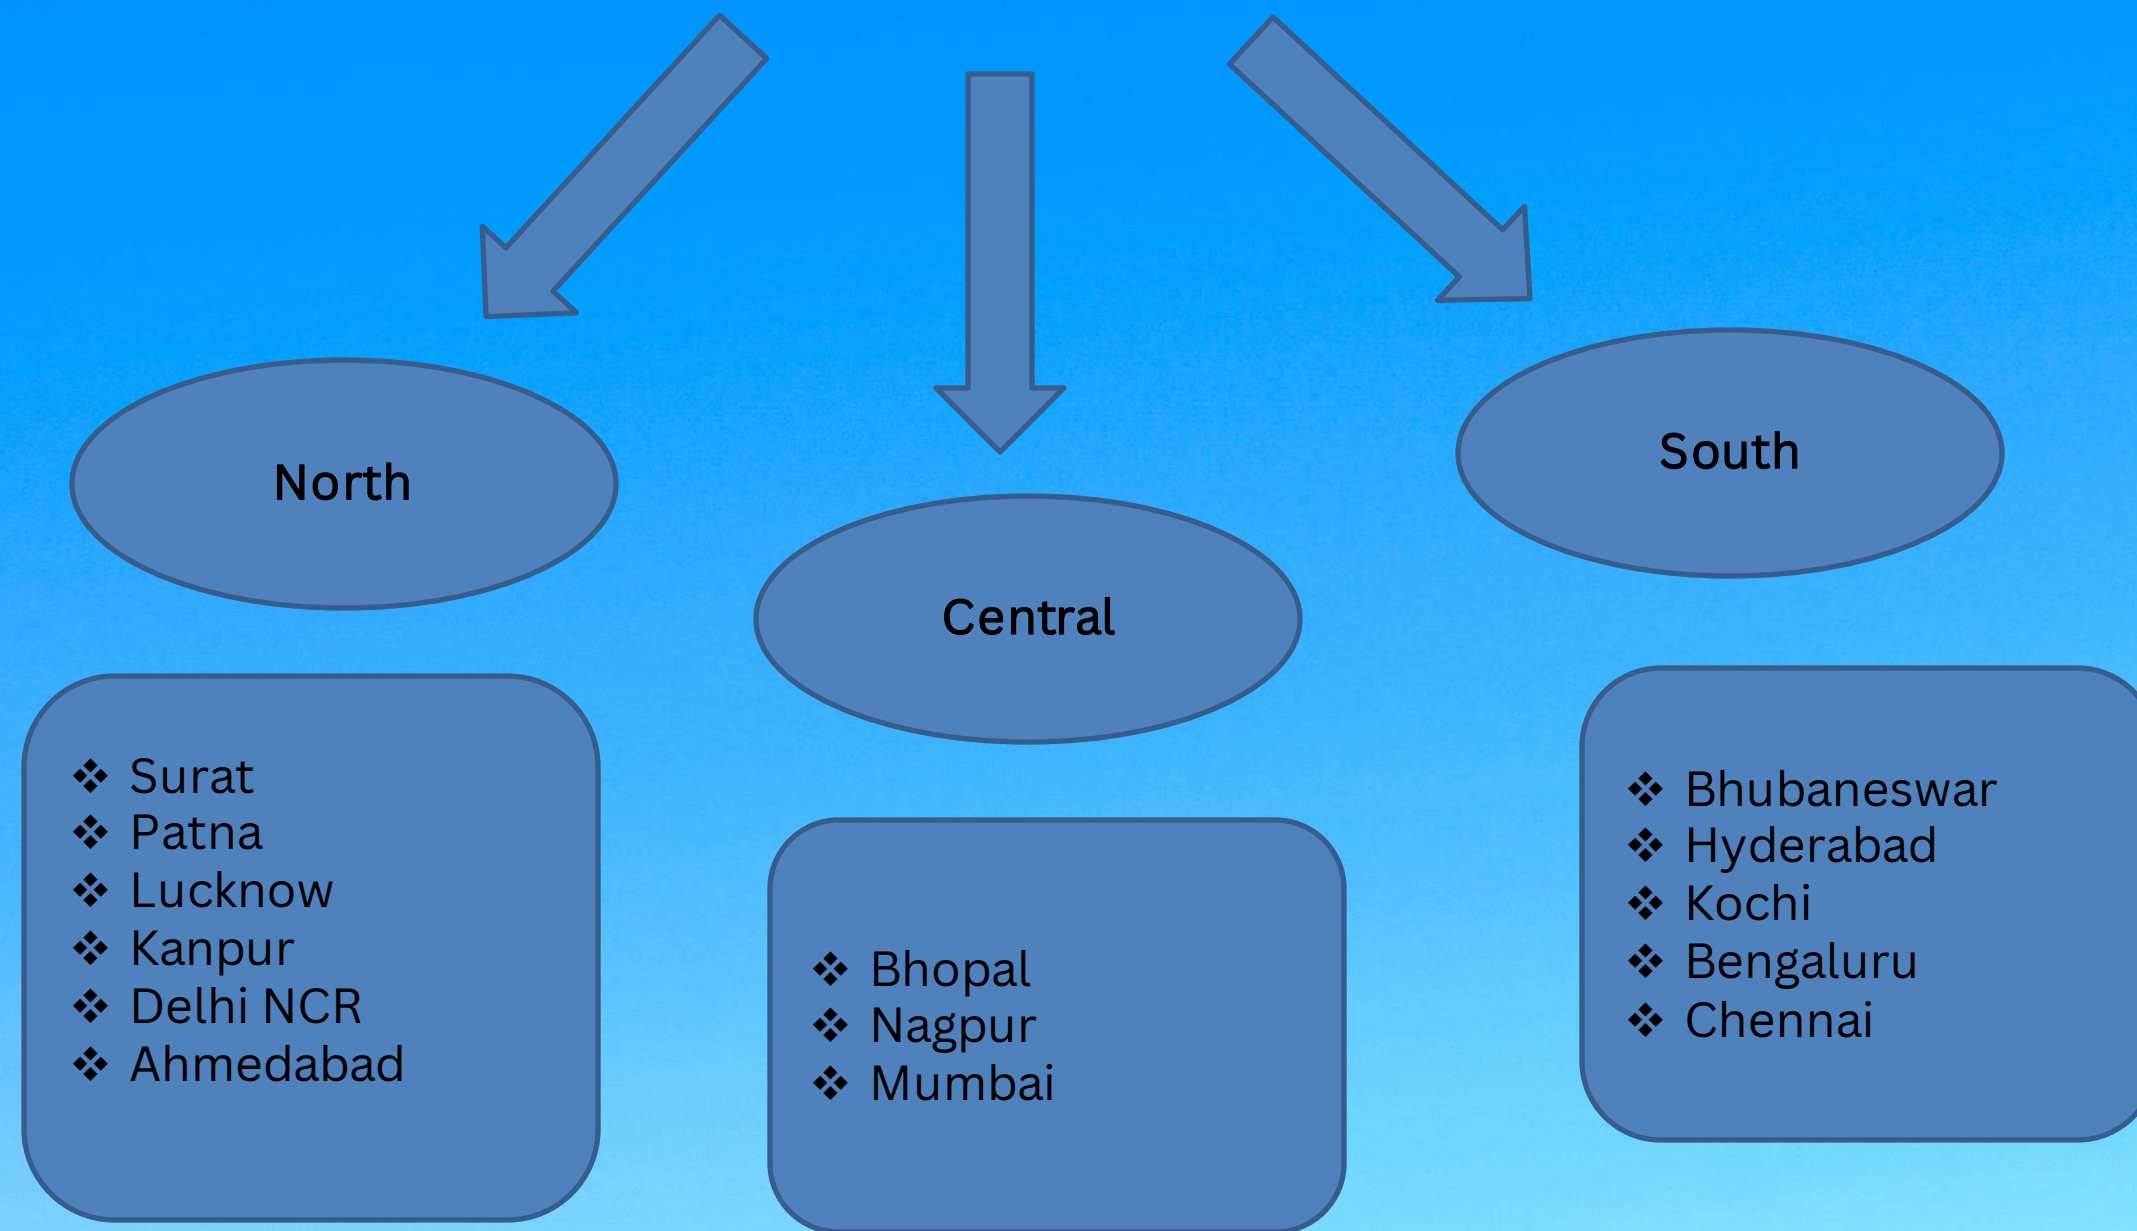 North
Surat
Patna
Lucknow
Kanpur
Delhi NCR
Ahmedabad
Central
Bhopal
Nagpur
Mumbai
South
Bhubaneswar
Hyderabad
Kochi
Bengaluru
Chennai